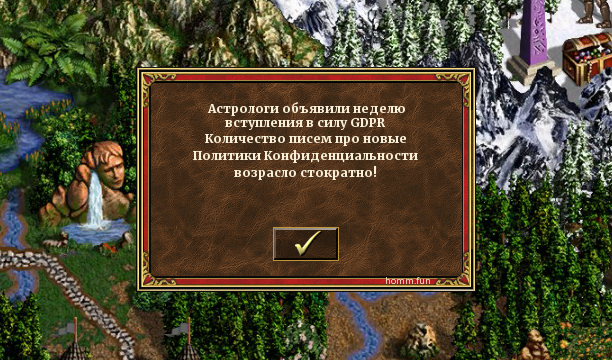 Астрологи объявили неделю
вступления в силу GDPR
Количество писем про новые
Политики Конфиденциальности
возрасло стократно!
homm.fun